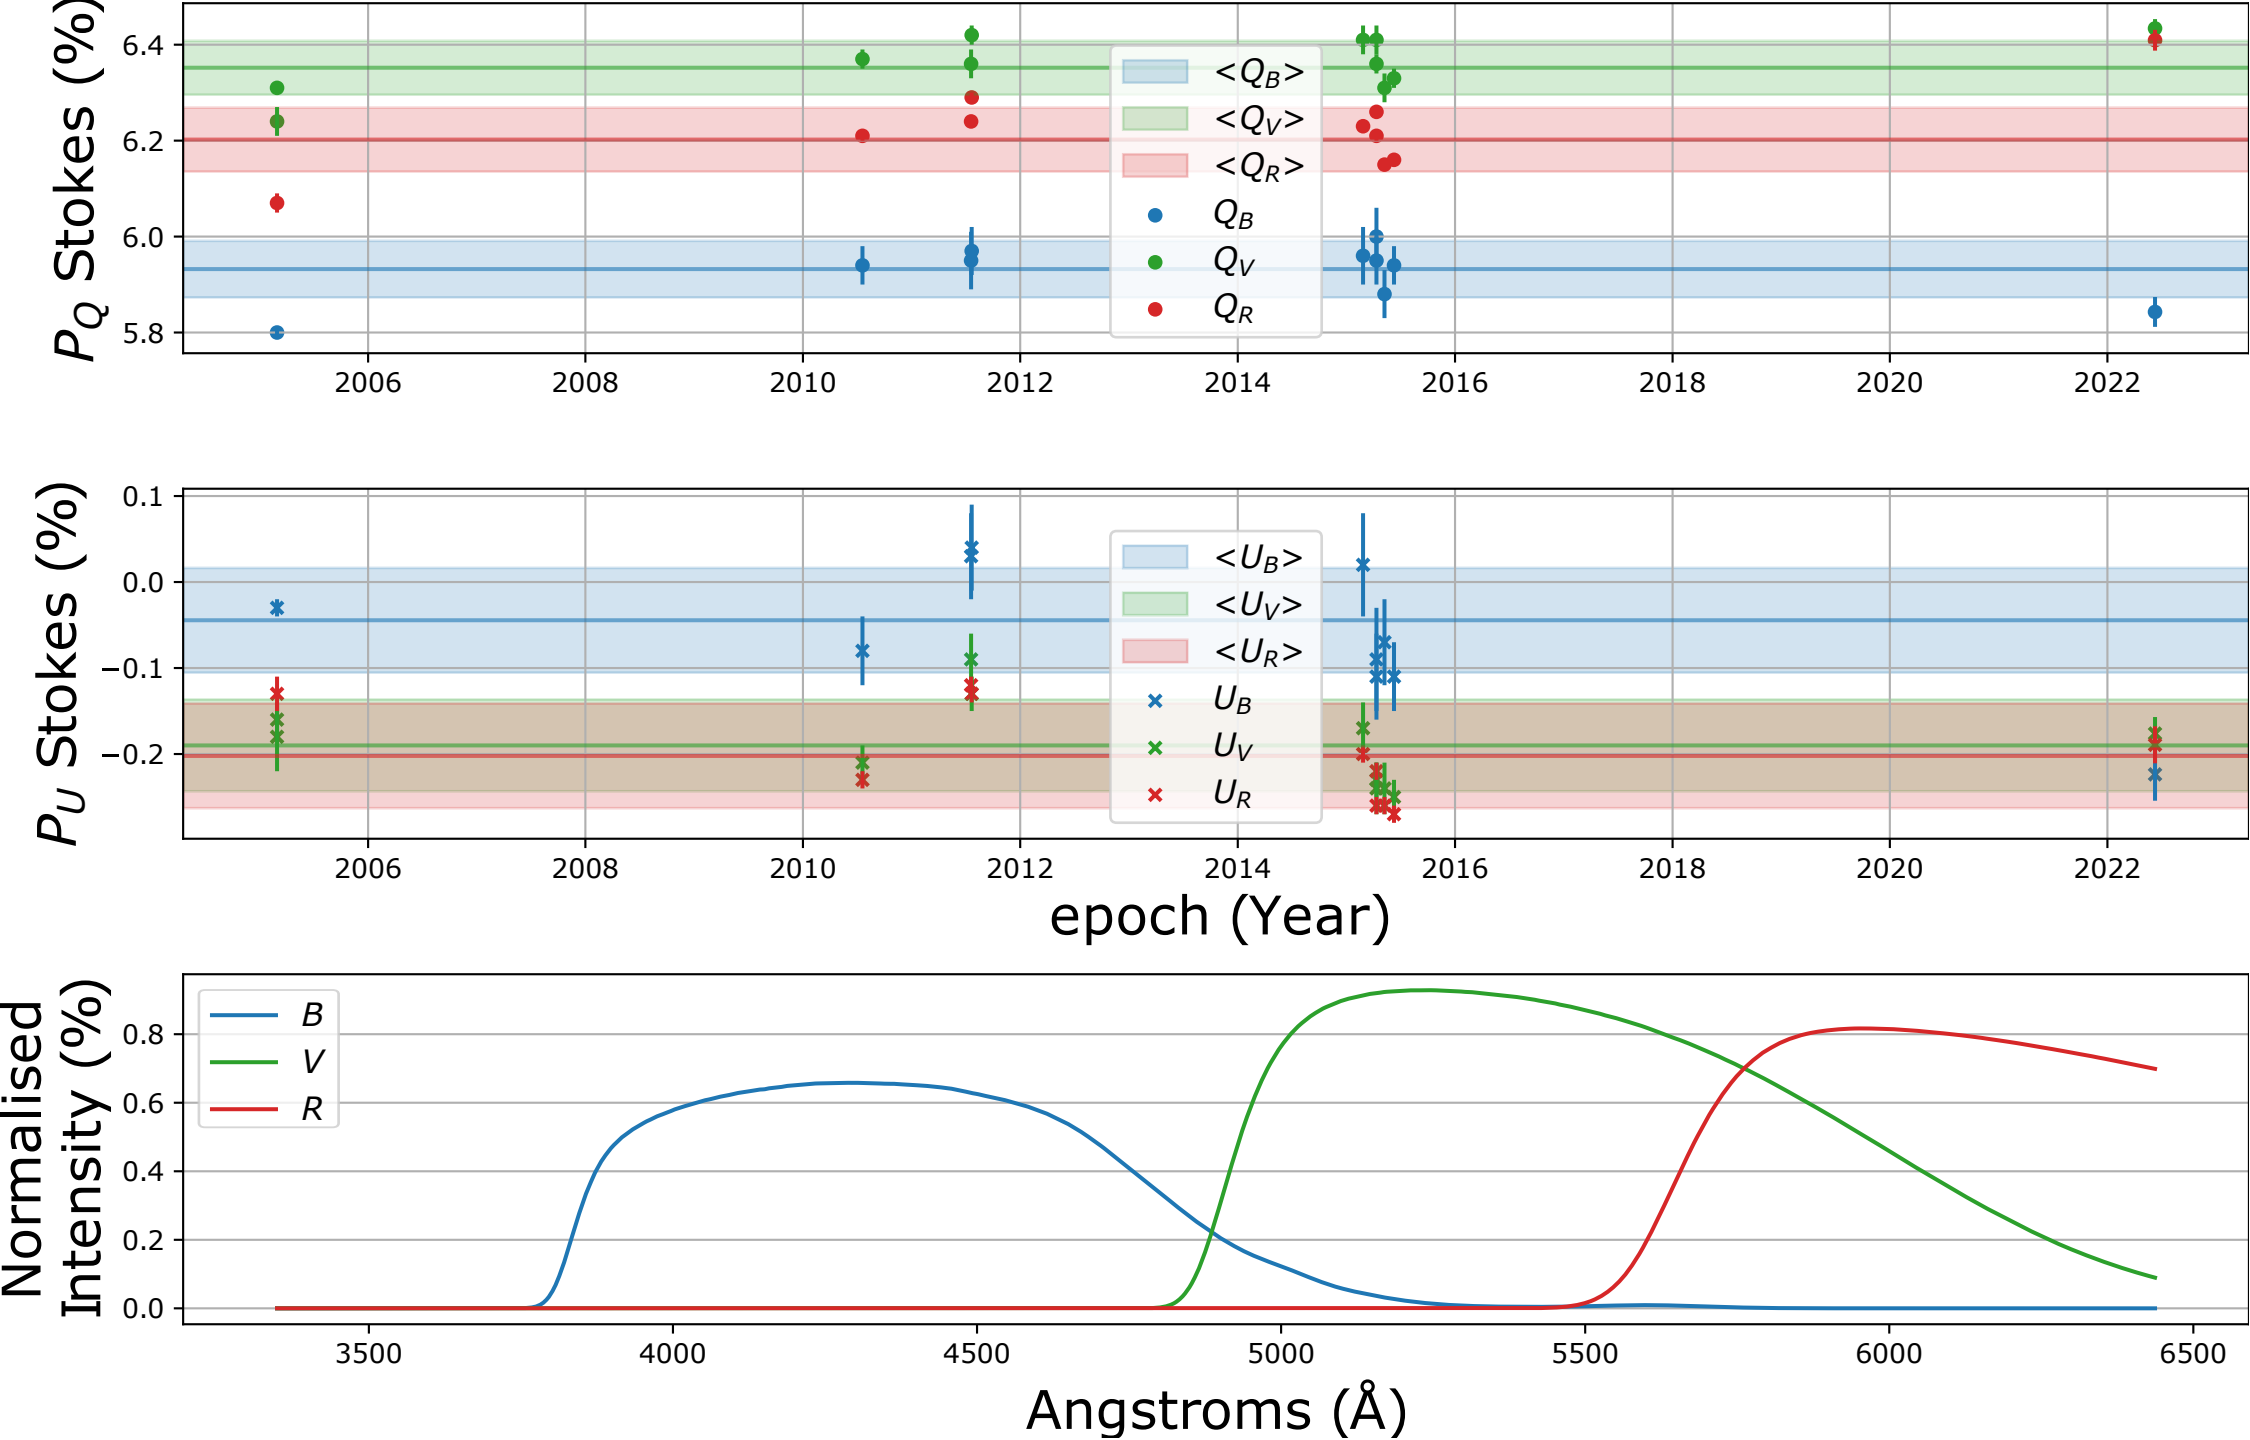 P_Q Stokes (%)
6.4
6.2
6.0
5.8
<Q_B>
<Q_V>
<Q_R>
Q_B
Q_V
Q_R
2006 2008 2010 2012 2014 2016 2018 2020 2022
P_U Stokes (%)
0.1
0.0
−0.1
−0.2
<U_B>
<U_V>
<U_R>
U_B
U_V
U_R
2006 2008 2010 2012 2014 2016 2018 2020 2022
epoch (Year)
Normalised
Intensity (%)
0.8
0.6
0.4
0.2
0.0
B
V
R
3500 4000 4500 5000 5500 6000 6500
Angstroms (Å)